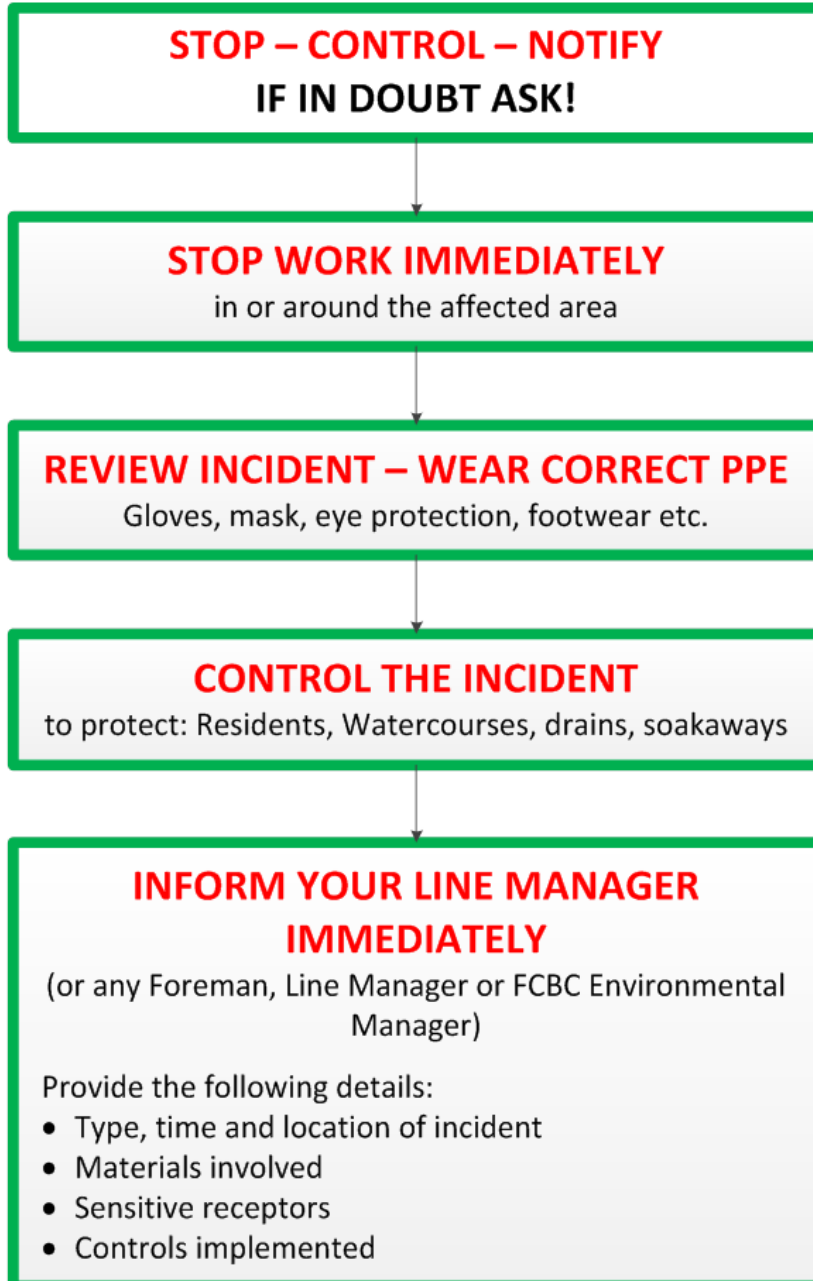 STOP – CONTROL – NOTIFY
IF IN DOUBT ASK!
STOP WORK IMMEDIATELY
in or around the affected area
REVIEW INCIDENT – WEAR CORRECT PPE
Gloves, mask, eye protection, footwear etc.
CONTROL THE INCIDENT
to protect: Residents, Watercourses, drains, soakaways
INFORM YOUR LINE MANAGER
IMMEDIATELY
(or any Foreman, Line Manager or FCBC Environmental
Manager)
Provide the following details:
• Type, time and location of incident
• Materials involved
• Sensitive receptors
• Controls implemented